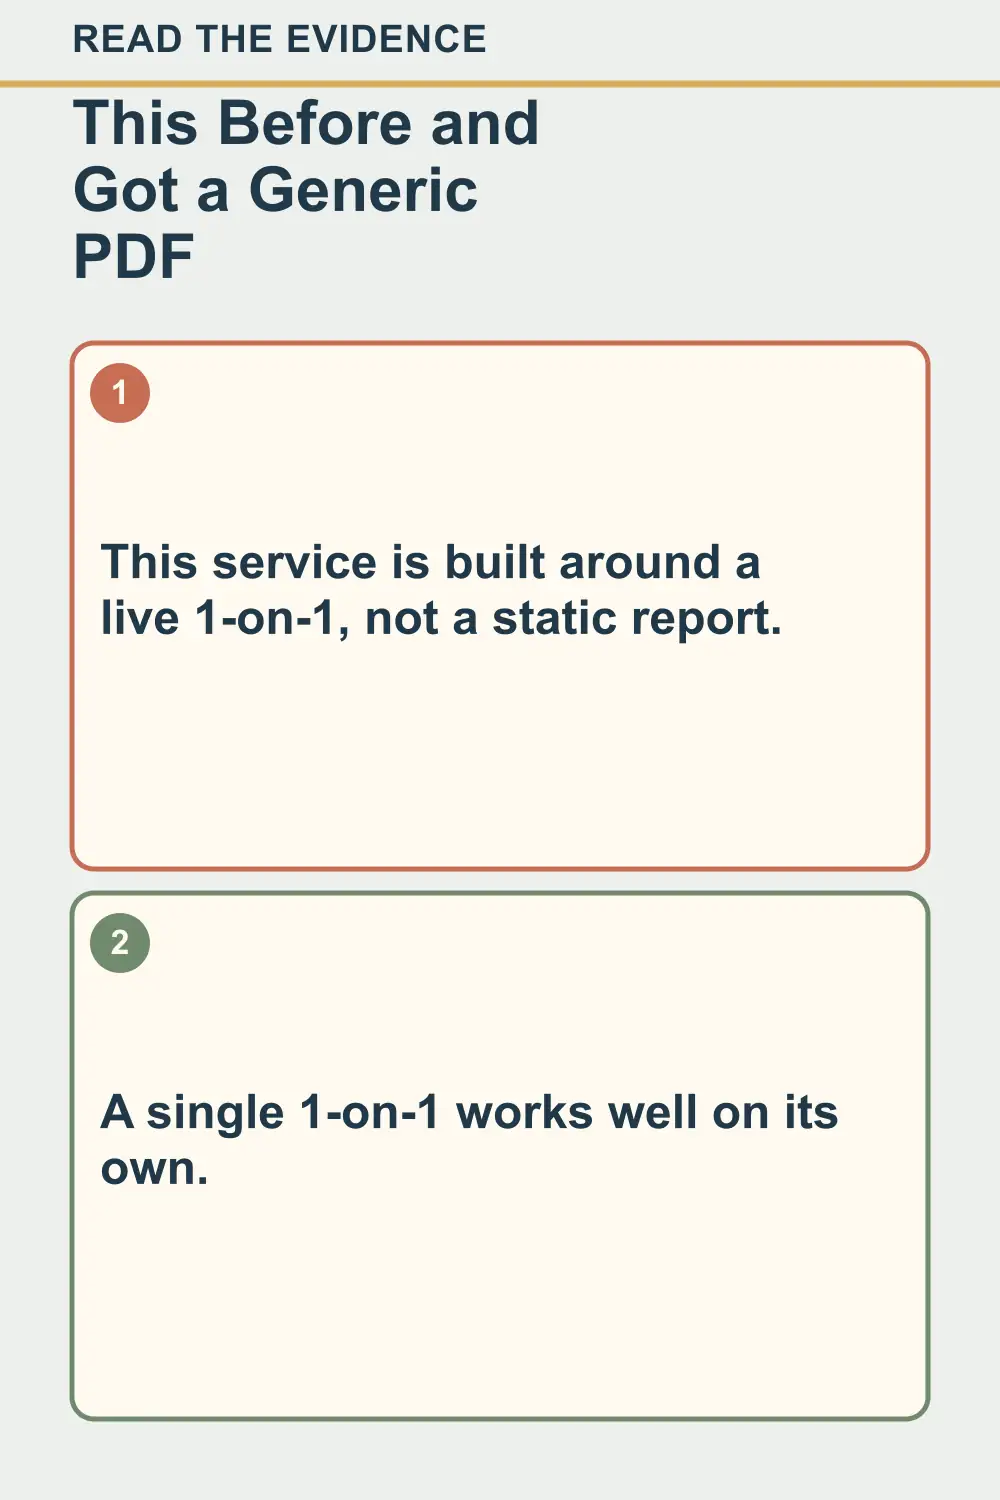 READ THE EVIDENCE
This Before and
Got a Generic
PDF
1
This service is built around a
live 1-on-1, not a static report.
2
A single 1-on-1 works well on its
own.